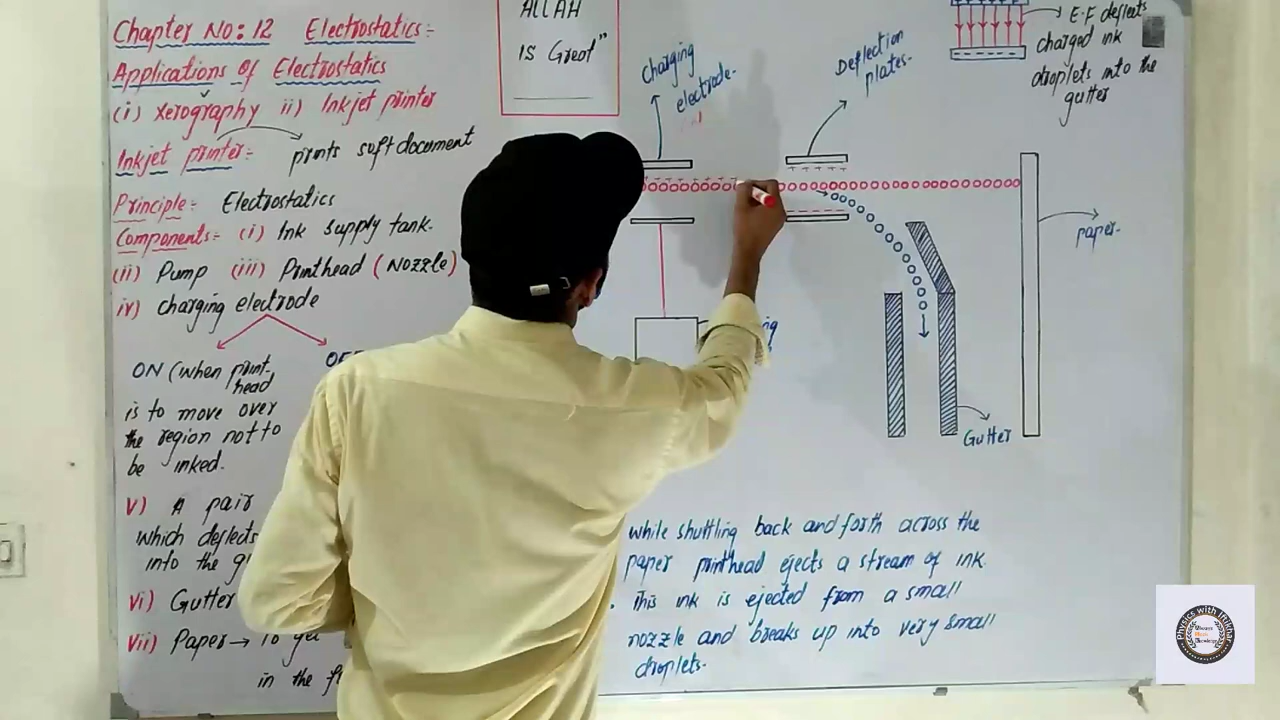 Chapter No: 12 Electrostatics:-
Applications of Electrostatics
(i) xerography ii) Inkjet printer
Inkjet printer:- prints soft document
Principle:- Electrostatics
Components:- (i) Ink supply tank.
(ii) Pump (iii) Printhead (Nozzle)
iv) charging electrode
ON (when print-
head
is to move over
the region not to
be inked.
v) A pair
which deflects
into the
vi) Gutter
vii) Paper → To get
in the
ALLAH
Is Great"
Charging
electrode-
Deflection
plates-
E.F deflects
charged ink
droplets into the
gutter
paper-
Gutter
while shuttling back and forth across the
paper printhead ejects a stream of ink.
. This ink is ejected from a small
nozzle and breaks up into very small
droplets-
Physics with Iftikhar